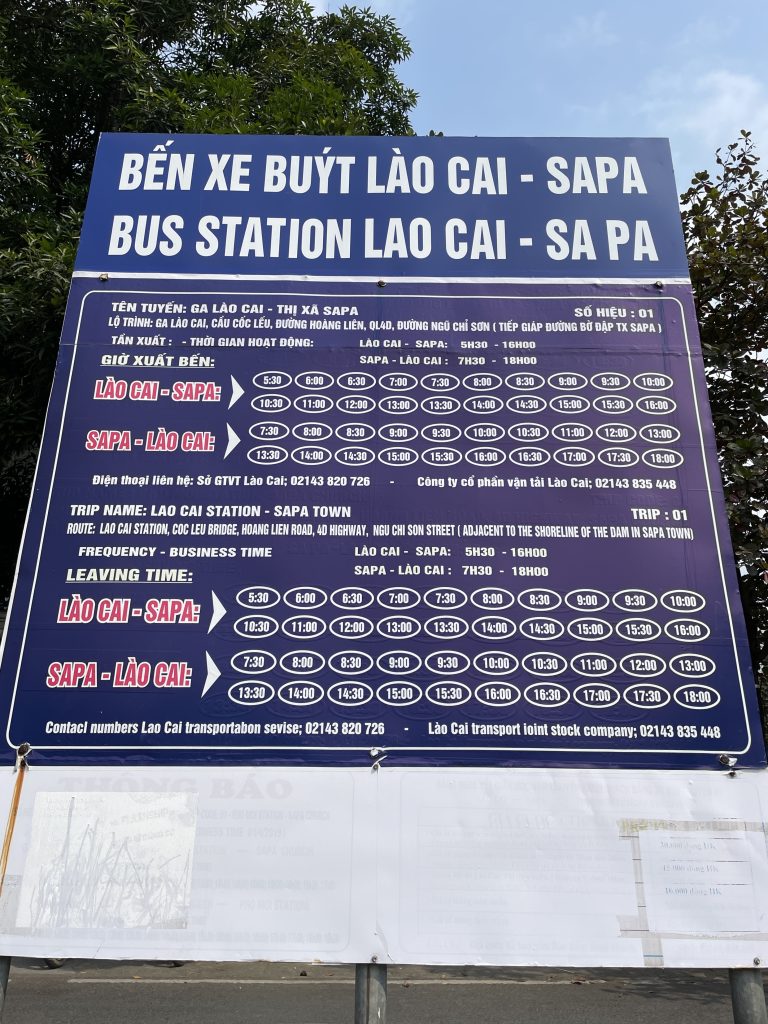 BẾN XE BUÝT LÀO CAI - SAPA
BUS STATION LAO CAI - SA PA
TÊN TUYẾN: GA LÀO CAI - THỊ XÃ SAPA SỐ HIỆU : 01
LỘ TRÌNH: GA LÀO CAI, CẦU CỐC LẾU, ĐƯỜNG HOÀNG LIÊN, QL4D, ĐƯỜNG NGŨ CHỈ SƠN ( TIẾP GIÁP ĐƯỜNG BỜ ĐẬP TX SAPA )
TẦN XUẤT : - THỜI GIAN HOẠT ĐỘNG: LÀO CAI - SAPA: 5H30 - 16H00
SAPA - LÀO CAI : 7H30 - 18H00
GIỜ XUẤT BẾN:
LÀO CAI - SAPA: 5:30 6:00 6:30 7:00 7:30 8:00 8:30 9:00 9:30 10:00
10:30 11:00 12:00 13:00 13:30 14:00 14:30 15:00 15:30 16:00
SAPA - LÀO CAI: 7:30 8:00 8:30 9:00 9:30 10:00 10:30 11:00 12:00 13:00
13:30 14:00 14:30 15:00 15:30 16:00 16:30 17:00 17:30 18:00
Điện thoại liên hệ: Sở GTVT Lào Cai; 02143 820 726 - Công ty cổ phần vận tải Lào Cai; 02143 835 448
TRIP NAME: LAO CAI STATION - SAPA TOWN TRIP : 01
ROUTE: LAO CAI STATION, COC LEU BRIDGE, HOANG LIEN ROAD, 4D HIGHWAY, NGU CHI SON STREET ( ADJACENT TO THE SHORELINE OF THE DAM IN SAPA TOWN)
FREQUENCY - BUSINESS TIME LÀO CAI - SAPA: 5H30 - 16H00
SAPA - LÀO CAI : 7H30 - 18H00
LEAVING TIME:
LÀO CAI - SAPA: 5:30 6:00 6:30 7:00 7:30 8:00 8:30 9:00 9:30 10:00
10:30 11:00 12:00 13:00 13:30 14:00 14:30 15:00 15:30 16:00
SAPA - LÀO CAI: 7:30 8:00 8:30 9:00 9:30 10:00 10:30 11:00 12:00 13:00
13:30 14:00 14:30 15:00 15:30 16:00 16:30 17:00 17:30 18:00
Contacl numbers Lao Cai transportabon sevise; 02143 820 726 - Lào Cai transport ioint stock company; 02143 835 448
THÔNG BÁO